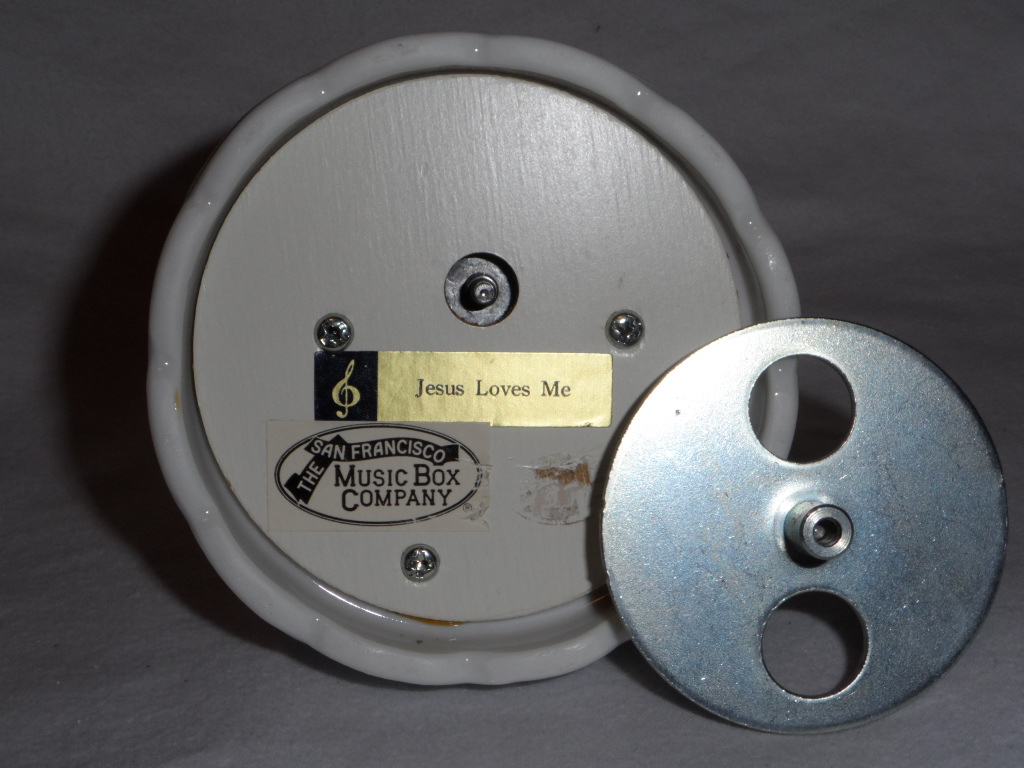 Jesus Loves Me
THE SAN FRANCISCO
MUSIC BOX
COMPANY
®